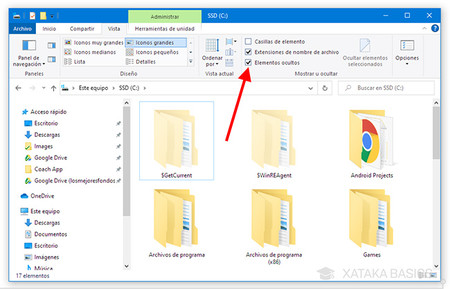 Administrar
SSD (C:)
Archivo
Inicio
Compartir
Vista
Herramientas de unidad
Panel de navegación
Iconos muy grandes
Iconos grandes
Iconos medianos
Iconos pequeños
Lista
Detalles
Ordenar por
Casillas de elemento
Extensiones de nombre de archivo
Elementos ocultos
Ocultar elementos seleccionados
Opciones
Paneles
Diseño
Vista actual
Mostrar u ocultar
Este equipo > SSD (C:)
Buscar en SSD (C:)
Acceso rápido
Escritorio
Descargas
Images
Google Drive
Coach App
Google Drive (losmejoresfondos
OneDrive
Este equipo
Descargas
Documentos
Escritorio
Imágenes
Música
$GetCurrent
$WinREAgent
Android Projects
Archivos de programa
Archivos de programa (x86)
Games
17 elementos
XATAKA BASICS